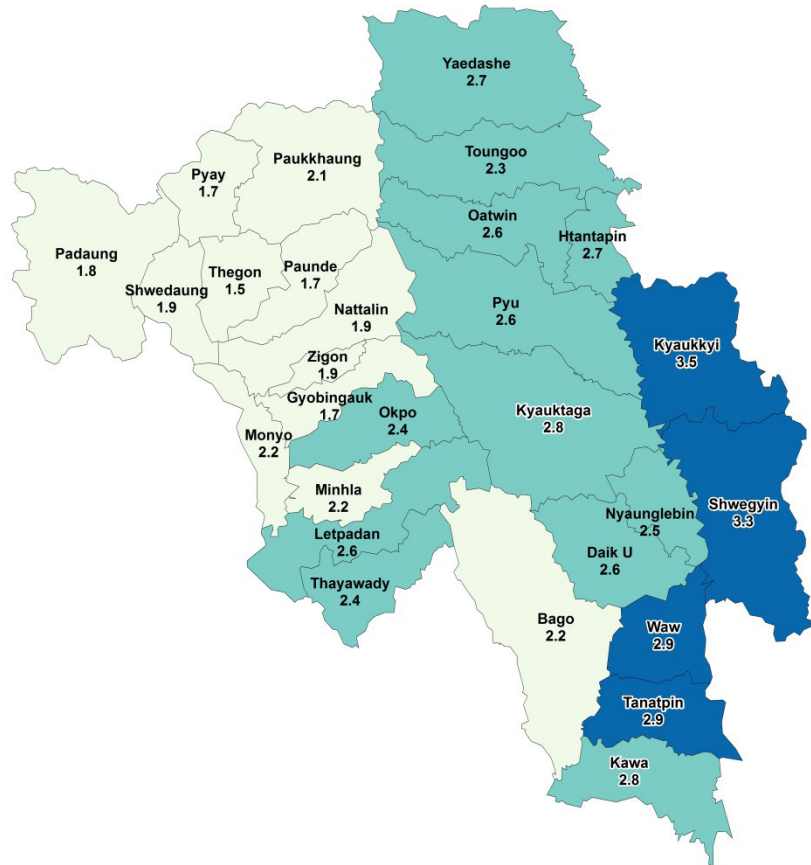 Yaedashe
2.7
Toungoo
2.3
Paukkhaung
2.1
Pyay
1.7
Oatwin
2.6
Htantapin
2.7
Padaung
1.8
Shwedaung
1.9
Thegon
1.5
Paunde
1.7
Nattalin
1.9
Pyu
2.6
Kyaukkyi
3.5
Zigon
1.9
Gyobingauk
1.7
Okpo
2.4
Kyauktaga
2.8
Monyo
2.2
Minhla
2.2
Shwegyin
3.3
Nyaunglebin
2.5
Letpadan
2.6
Daik U
2.6
Thayawady
2.4
Bago
2.2
Waw
2.9
Tanatpin
2.9
Kawa
2.8